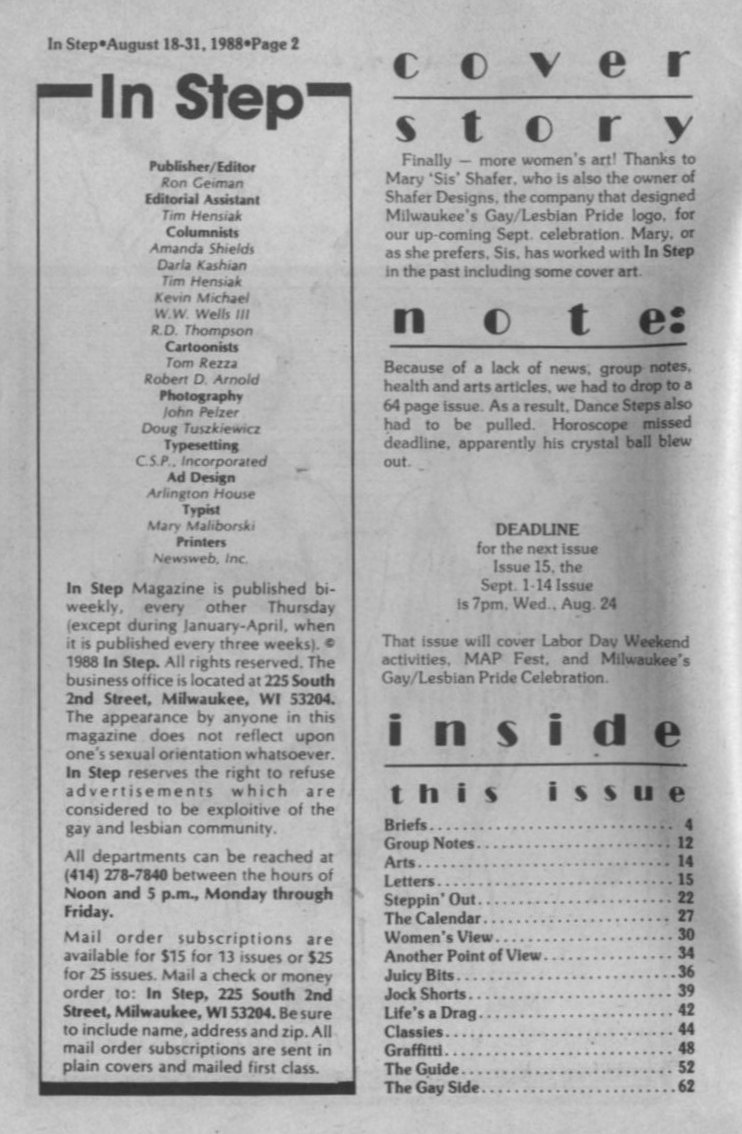 In Step•August 18-31, 1988•Page 2
In Step
Publisher/Editor
Ron Geiman
Editorial Assistant
Tim Hensiak
Columnists
Amanda Shields
Darla Kashian
Tim Hensiak
Kevin Michael
W.W. Wells III
R.D. Thompson
Cartoonists
Tom Rezza
Robert D. Arnold
Photography
John Pelzer
Doug Tuszkiewicz
Typesetting
C.S.P., Incorporated
Ad Design
Arlington House
Typist
Mary Maliborski
Printers
Newsweb, Inc.
In Step Magazine is published bi-
weekly, every other Thursday
(except during January-April, when
it is published every three weeks). ©
1988 In Step. All rights reserved. The
business office is located at 225 South
2nd Street, Milwaukee, WI 53204.
The appearance by anyone in this
magazine does not reflect upon
one's sexual orientation whatsoever.
In Step reserves the right to refuse
advertisements which are
considered to be exploitive of the
gay and lesbian community.
All departments can be reached at
(414) 278-7840 between the hours of
Noon and 5 p.m., Monday through
Friday.
Mail order subscriptions are
available for $15 for 13 issues or $25
for 25 issues. Mail a check or money
order to: In Step, 225 South 2nd
Street, Milwaukee, WI 53204. Be sure
to include name, address and zip. All
mail order subscriptions are sent in
plain covers and mailed first class.
cover
story
Finally — more women's art! Thanks to
Mary 'Sis' Shafer, who is also the owner of
Shafer Designs, the company that designed
Milwaukee's Gay/Lesbian Pride logo, for
our up-coming Sept. celebration. Mary, or
as she prefers, Sis, has worked with In Step
in the past including some cover art.
note:
Because of a lack of news, group notes,
health and arts articles, we had to drop to a
64 page issue. As a result, Dance Steps also
had to be pulled. Horoscope missed
deadline, apparently his crystal ball blew
out.
DEADLINE
for the next issue
Issue 15, the
Sept. 1-14 Issue
is 7pm, Wed., Aug. 24
That issue will cover Labor Day Weekend
activities, MAP Fest, and Milwaukee's
Gay/Lesbian Pride Celebration.
inside
this issue
Briefs............................ 4
Group Notes...................... 12
Arts............................. 14
Letters.......................... 15
Steppin' Out..................... 22
The Calendar..................... 27
Women's View..................... 30
Another Point of View............ 34
Juicy Bits....................... 36
Jock Shorts...................... 39
Life's a Drag.................... 42
Classies......................... 44
Graffitti........................ 48
The Guide........................ 52
The Gay Side..................... 62